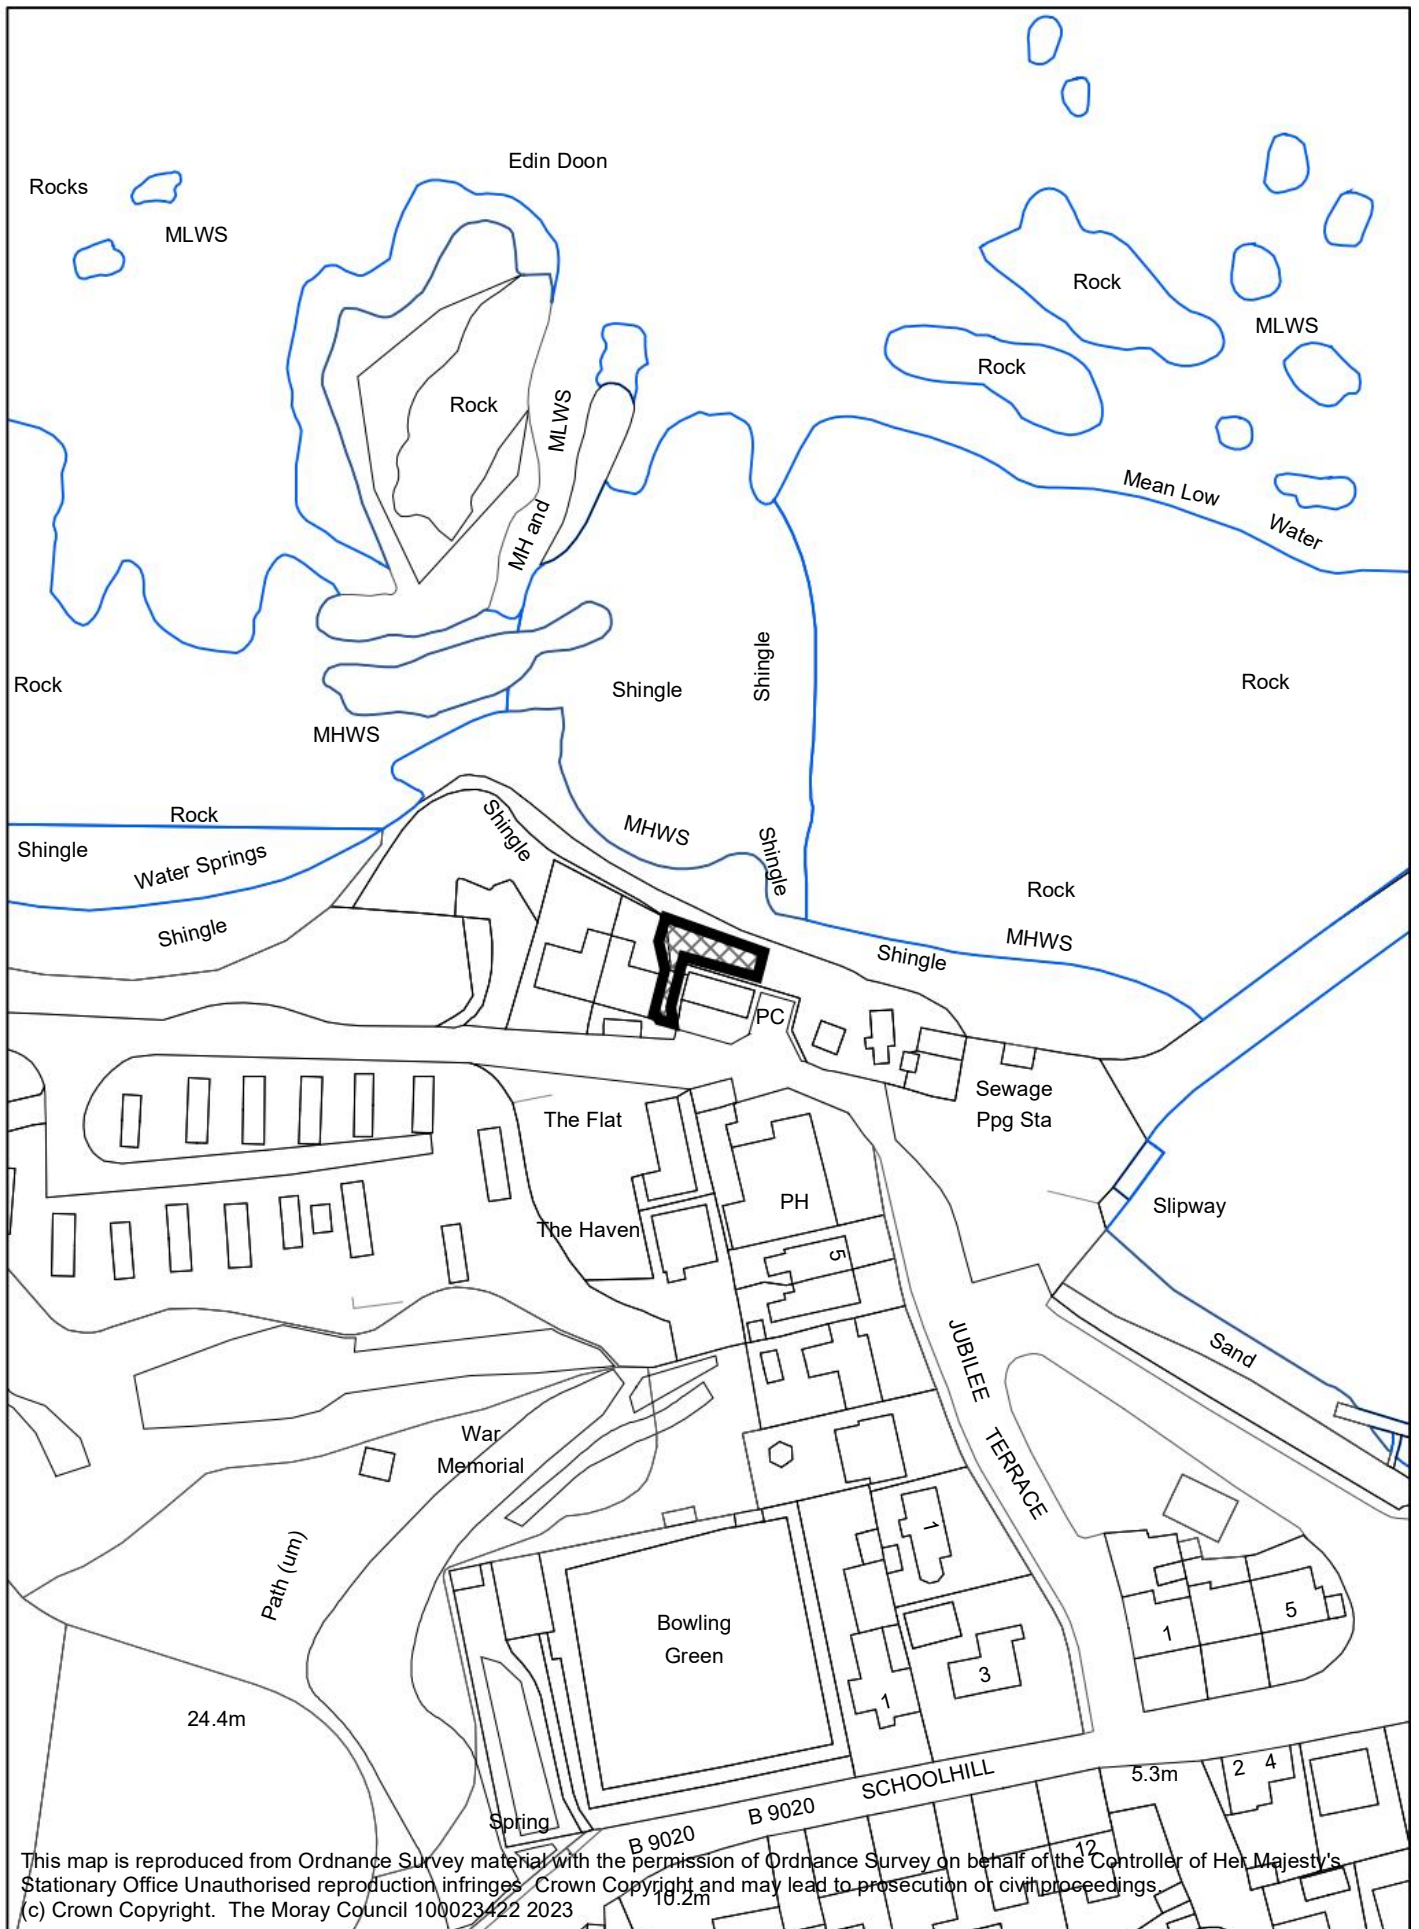 Edin Doon
Rocks
MLWS
Rock
MLWS
Rock
Rock
MLWS
Mean Low
Water
MH and
Shingle
Shingle
Rock
Rock
MHWS
Rock
Shingle
MHWS
Shingle
Water Springs
Shingle
Rock
Shingle
MHWS
Shingle
PC
Sewage
Ppg Sta
The Flat
PH
Slipway
The Haven
5
JUBILEE TERRACE
Sand
War
Memorial
1
Path (um)
Bowling
Green
5
1
3
1
24.4m
SCHOOLHILL
5.3m
2
4
B 9020
Spring
B 9020
12
10.2m
This map is reproduced from Ordnance Survey material with the permission of Ordnance Survey on behalf of the Controller of Her Majesty's
Stationary Office Unauthorised reproduction infringes Crown Copyright and may lead to prosecution or civil proceedings.
(c) Crown Copyright. The Moray Council 100023422 2023